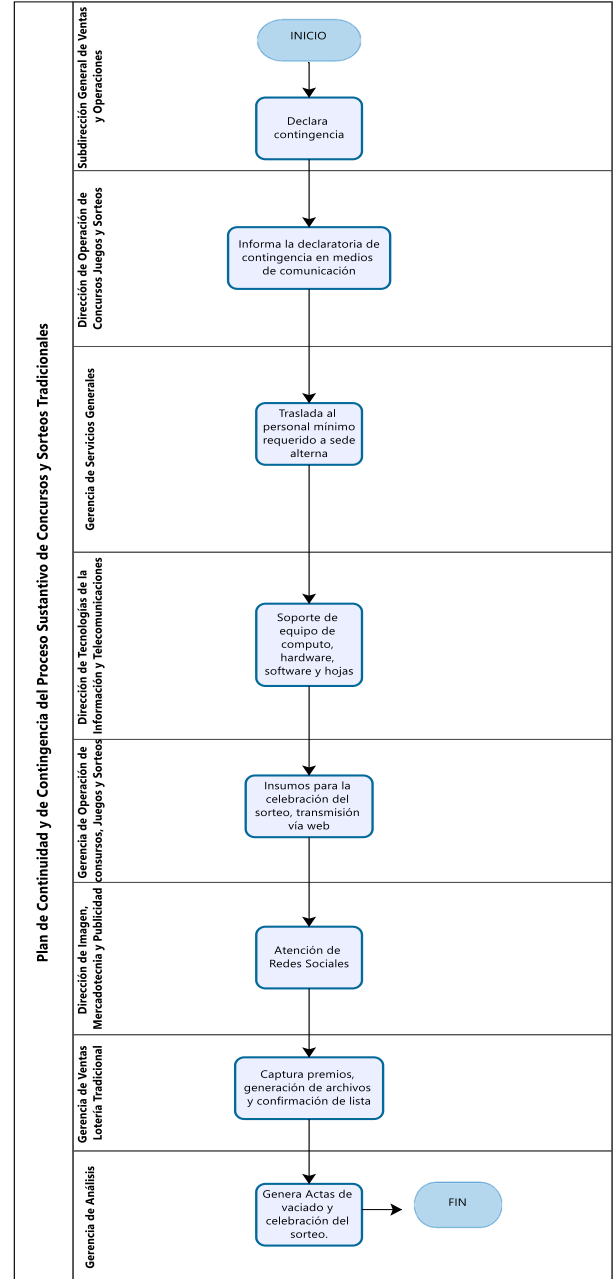 Plan de Continuidad y de Contingencia del Proceso Sustantivo de Concursos y Sorteos Tradicionales
Subdirección General de Ventas
y Operaciones
INICIO
Declara
contingencia
Dirección de Operación de
Concursos Juegos y Sorteos
Informa la declaratoria de
contingencia en medios
de comunicación
Gerencia de Servicios Generales
Traslada al
personal mínimo
requerido a sede
alterna
Dirección de Tecnologías de la
Información y Telecomunicaciones
Soporte de
equipo de
computo,
hardware,
software y hojas
Gerencia de Operación de
consursos, Juegos y Sorteos
Insumos para la
celebración del
sorteo, transmisión
vía web
Dirección de Imagen,
Mercadotecnia y Publicidad
Atención de
Redes Sociales
Gerencia de Ventas
Lotería Tradicional
Captura premios,
generación de archivos
y confirmación de lista
Gerencia de Análisis
Genera Actas de
vaciado y
celebración del
sorteo.
FIN